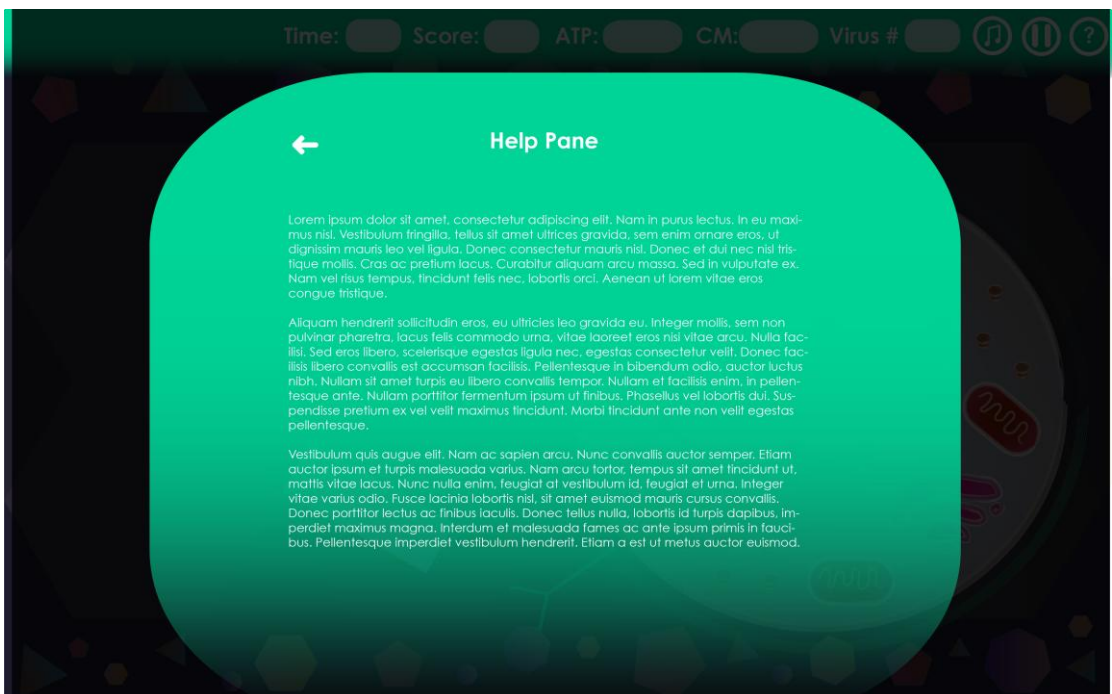 Time: Score: ATP: CM: Virus # ?
Help Pane
Lorem ipsum dolor sit amet, consectetur adipiscing elit. Nam in purus lectus. In eu maxi-
mus nisl. Vestibulum fringilla, tellus sit amet ultrices gravida, sem enim ornare eros, ut
dignissim mauris leo vel ligula. Donec consectetur mauris nisl. Donec et dui nec nisl tris-
tique mollis. Cras ac pretium lacus. Curabitur aliquam arcu massa. Sed in vulputate ex.
Nam vel risus tempus, tincidunt felis nec, lobortis orci. Aenean ut lorem vitae eros
congue tristique.
Aliquam hendrerit sollicitudin eros, eu ultricies leo gravida eu. Integer mollis, sem non
pulvinar pharetra, lacus felis commodo urna, vitae laoreet eros nisi vitae arcu. Nulla fac-
ilisi. Sed eros libero, scelerisque egestas ligula nec, egestas consectetur velit. Donec fac-
ilisis libero convallis est accumsan facilisis. Pellentesque in bibendum odio, auctor luctus
nibh. Nullam sit amet turpis eu libero convallis tempor. Nullam et facilisis enim, in pellen-
tesque ante. Nullam porttitor fermentum ipsum ut finibus. Phasellus vel lobortis dui. Sus-
pendisse pretium ex vel velit maximus tincidunt. Morbi tincidunt ante non velit egestas
pellentesque.
Vestibulum quis augue elit. Nam ac sapien arcu. Nunc convallis auctor semper. Etiam
auctor ipsum et turpis malesuada varius. Nam arcu tortor, tempus sit amet tincidunt ut,
mattis vitae lacus. Nunc nulla enim, feugiat at vestibulum id, feugiat et urna. Integer
vitae varius odio. Fusce lacinia lobortis nisl, sit amet euismod mauris cursus convallis.
Donec porttitor lectus ac finibus iaculis. Donec tellus nulla, lobortis id turpis dapibus, im-
perdiet maximus magna. Interdum et malesuada fames ac ante ipsum primis in fauci-
bus. Pellentesque imperdiet vestibulum hendrerit. Etiam a est ut metus auctor euismod.